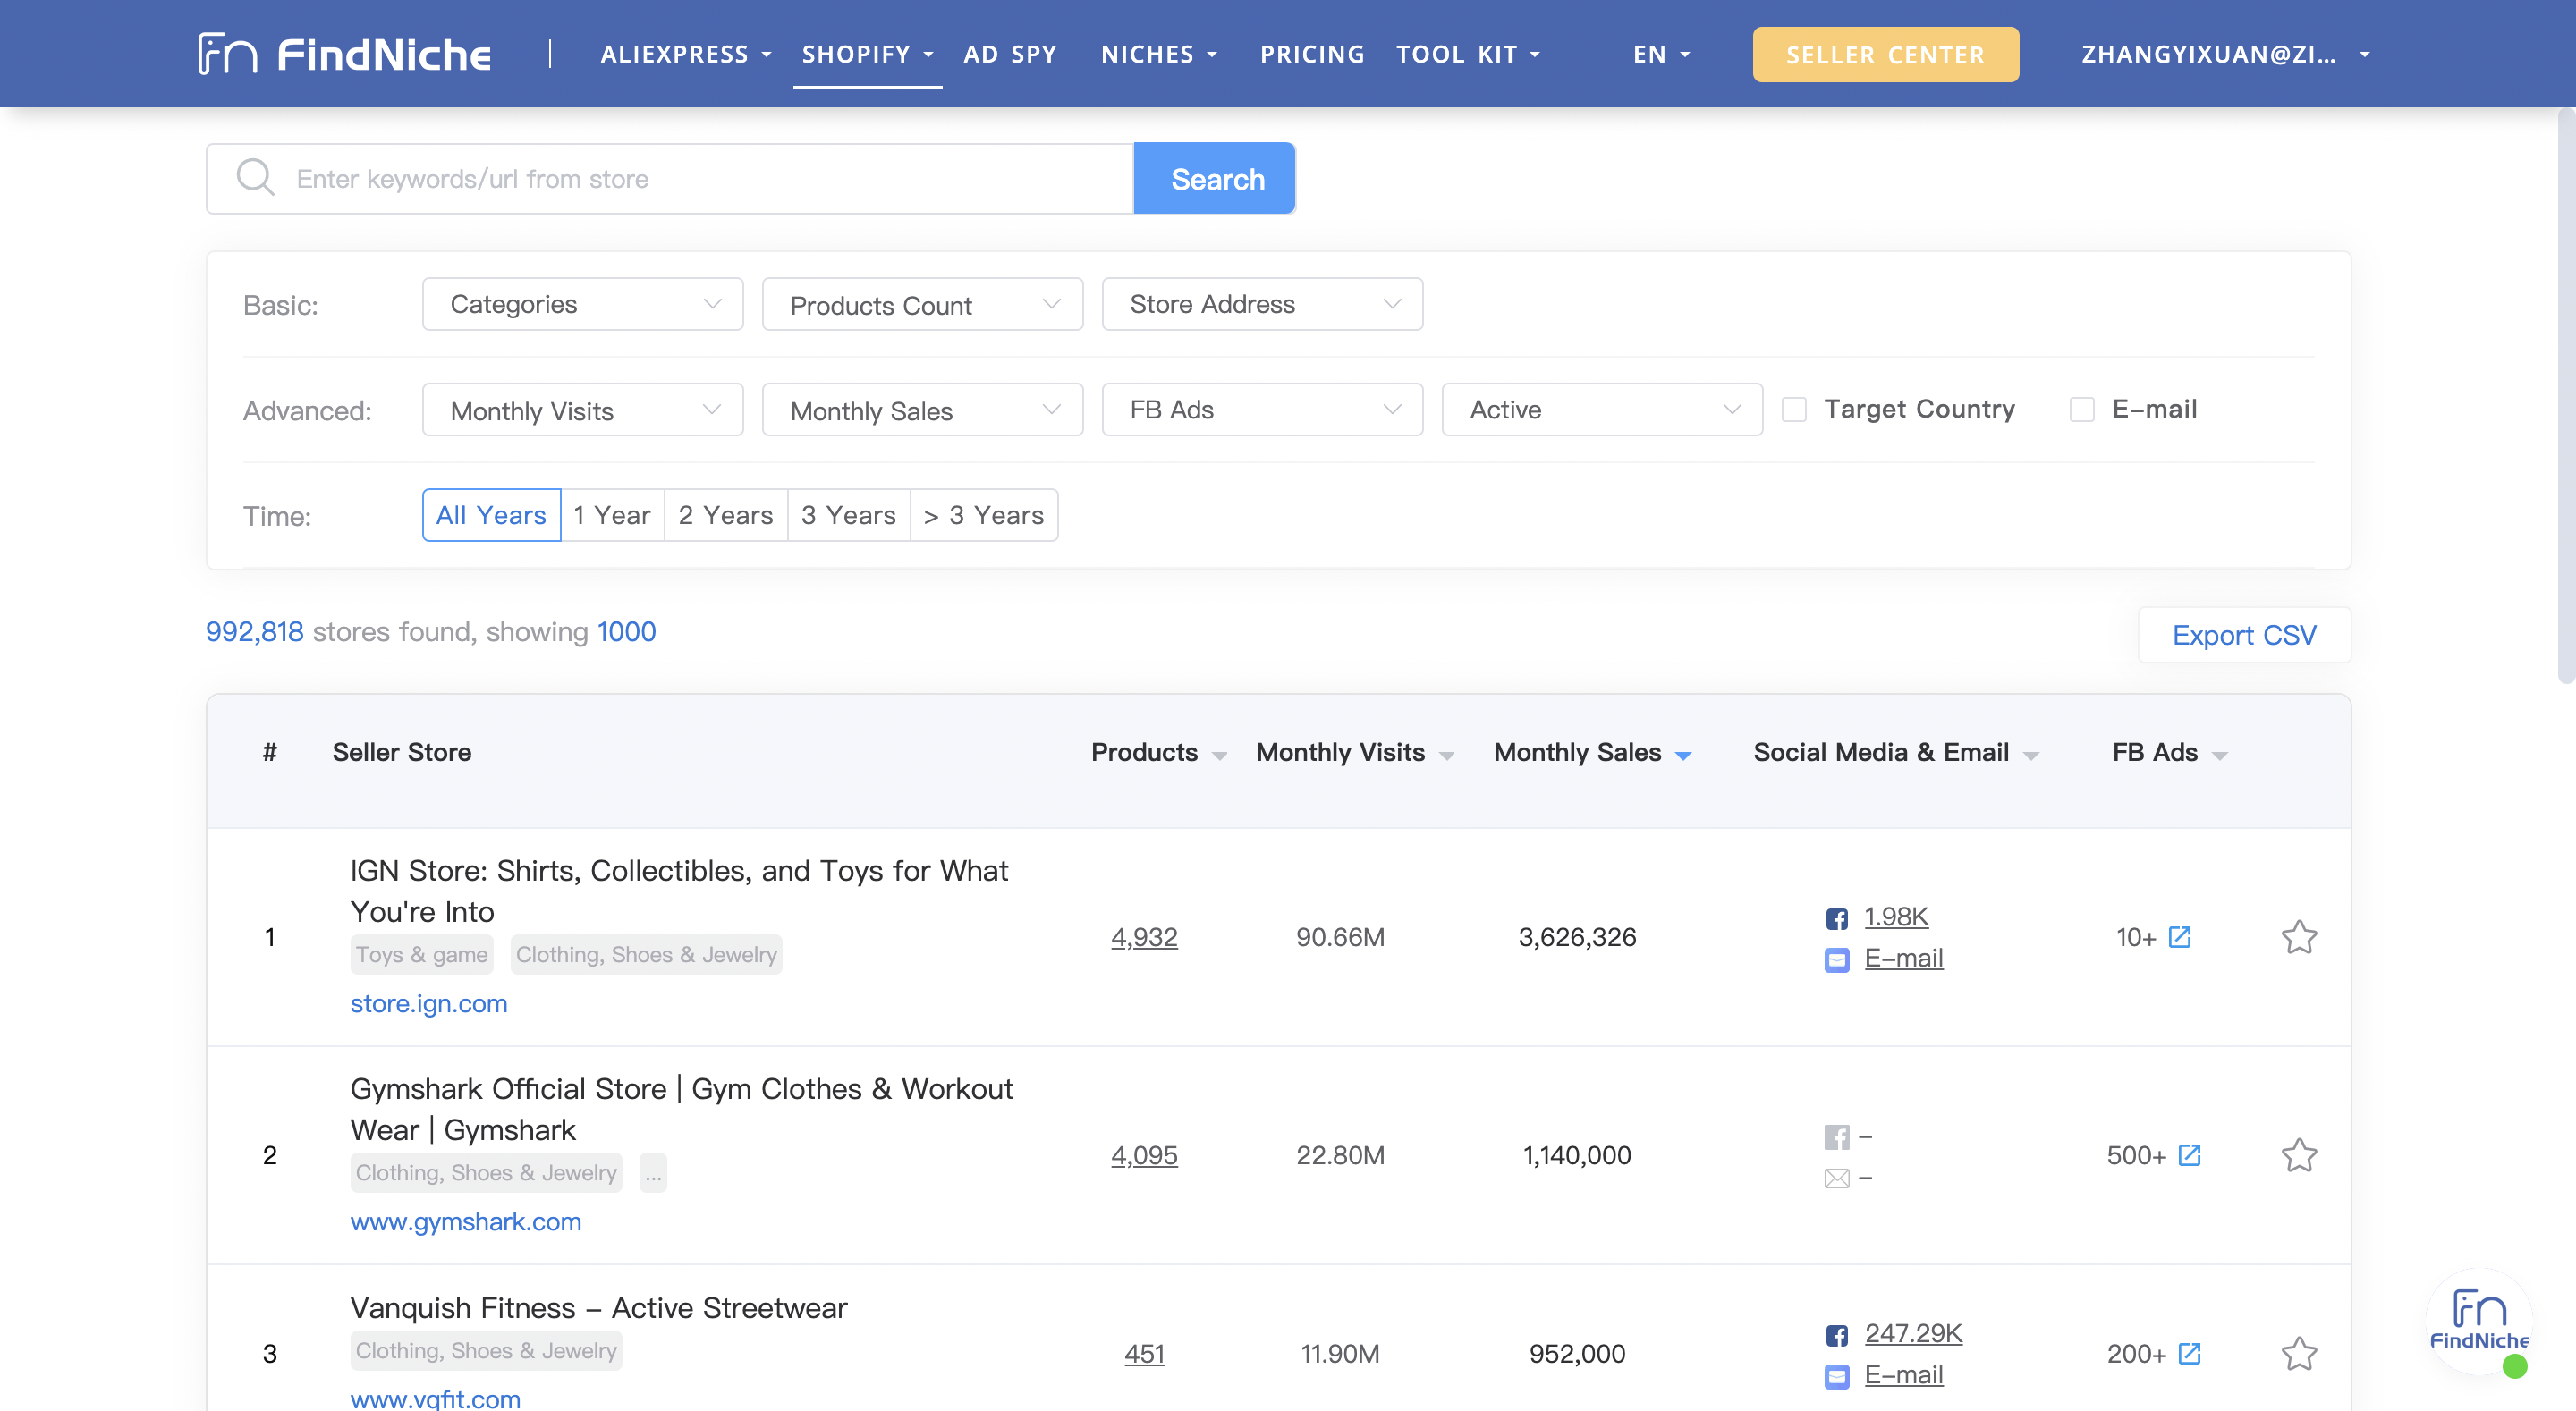 FindNiche
ALIEXPRESS SHOPIFY AD SPY NICHES PRICING TOOL KIT EN SELLER CENTER ZHANGYIXUAN@ZI...
Enter keywords/url from store
Search
Basic: Categories Products Count Store Address
Advanced: Monthly Visits Monthly Sales FB Ads Active Target Country E-mail
Time: All Years 1 Year 2 Years 3 Years > 3 Years
992,818 stores found, showing 1000
Export CSV
# Seller Store Products Monthly Visits Monthly Sales Social Media & Email FB Ads
IGN Store: Shirts, Collectibles, and Toys for What
You're Into
1 4,932 90.66M 3,626,326 1.98K 10+
Toys & game Clothing, Shoes & Jewelry E-mail
store.ign.com
Gymshark Official Store | Gym Clothes & Workout
Wear | Gymshark
2 4,095 22.80M 1,140,000 – 500+
Clothing, Shoes & Jewelry ... –
www.gymshark.com
Vanquish Fitness – Active Streetwear
3 451 11.90M 952,000 247.29K 200+
Clothing, Shoes & Jewelry E-mail
www.vqfit.com
FindNiche